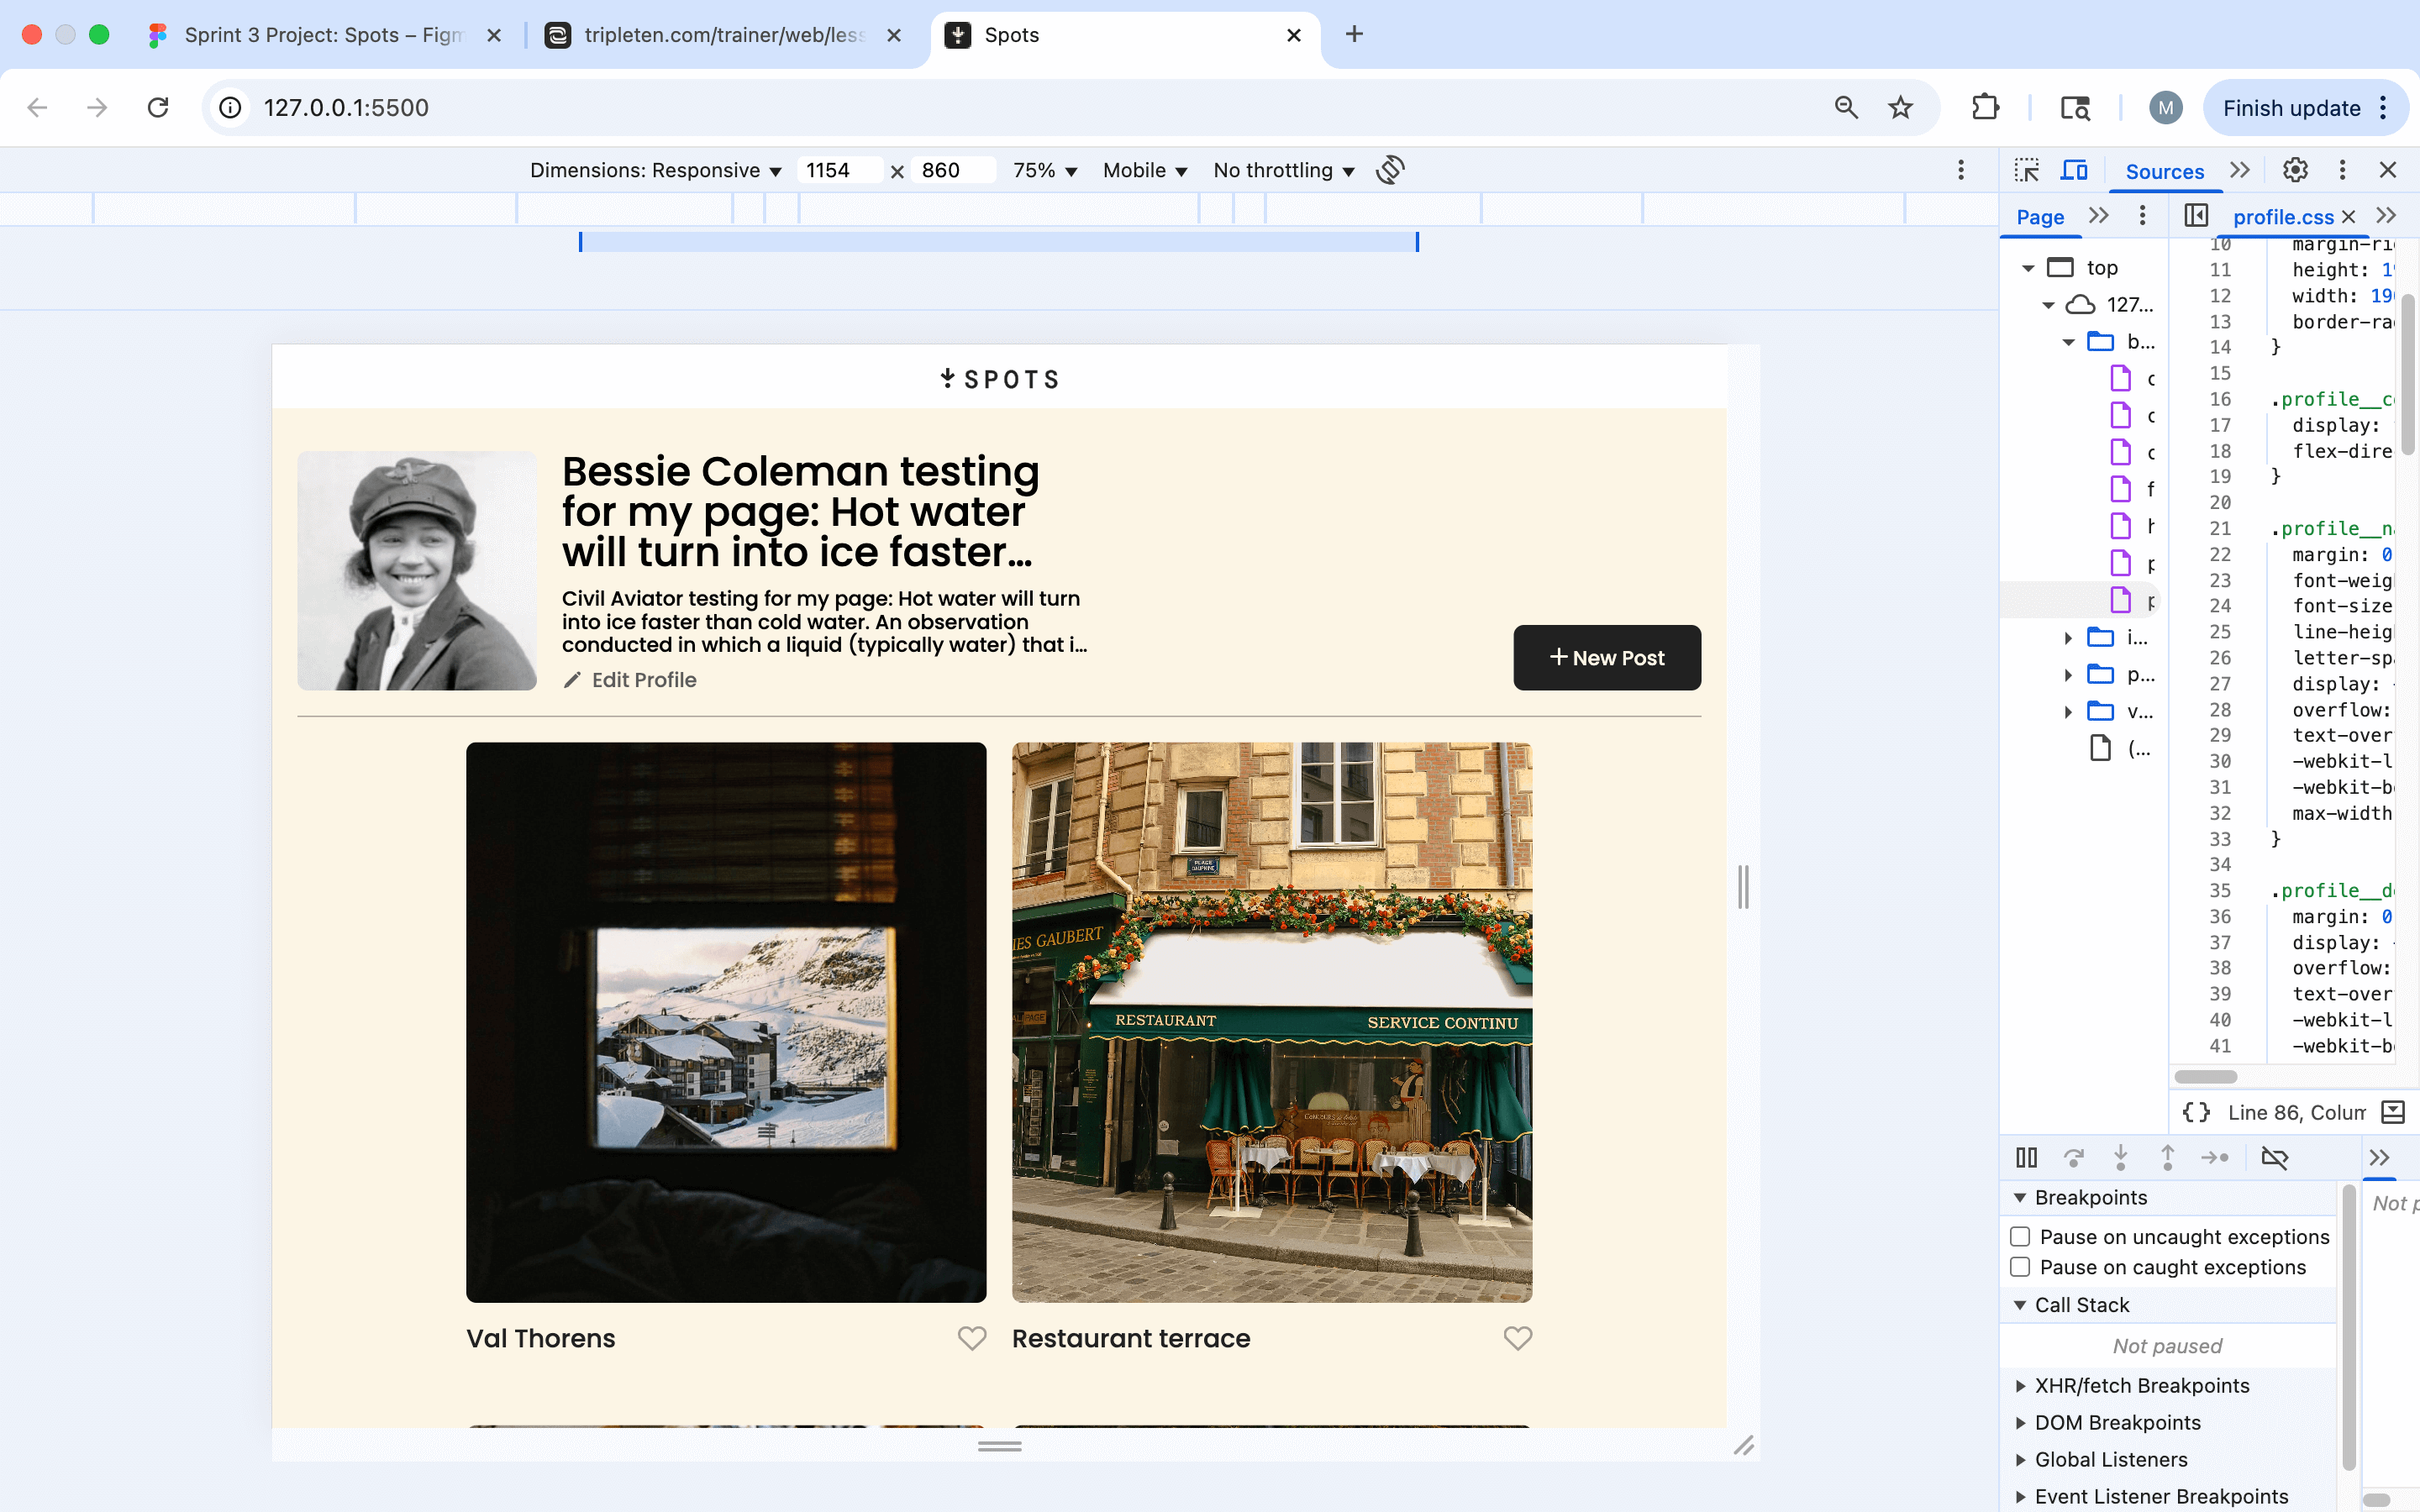 Sprint 3 Project: Spots – Figm
tripleten.com/trainer/web/less
Spots
127.0.0.1:5500
M
Finish update
Dimensions: Responsive
1154
×
860
75%
Mobile
No throttling
Sources
Page
profile.css
top
127...
b...
i...
p...
v...
(...
10 margin-ri
11 height: 1
12 width: 19
13 border-ra
14 }
15
16 .profile__c
17 display:
18 flex-dire
19 }
20
21 .profile__n
22 margin: 0
23 font-weig
24 font-size
25 line-heig
26 letter-sp
27 display: -
28 overflow:
29 text-over
30 -webkit-l
31 -webkit-b
32 max-width
33 }
34
35 .profile__d
36 margin: 0
37 display: -
38 overflow:
39 text-over
40 -webkit-l
41 -webkit-b
{} Line 86, Colum
Breakpoints
Not p
Pause on uncaught exceptions
Pause on caught exceptions
Call Stack
Not paused
XHR/fetch Breakpoints
DOM Breakpoints
Global Listeners
Event Listener Breakpoints
SPOTS
Bessie Coleman testing
for my page: Hot water
will turn into ice faster...
Civil Aviator testing for my page: Hot water will turn
into ice faster than cold water. An observation
conducted in which a liquid (typically water) that i...
Edit Profile
+ New Post
PLACE
DAUPHINE
IES GAUBERT
RESTAURANT
SERVICE CONTINU
Val Thorens
Restaurant terrace